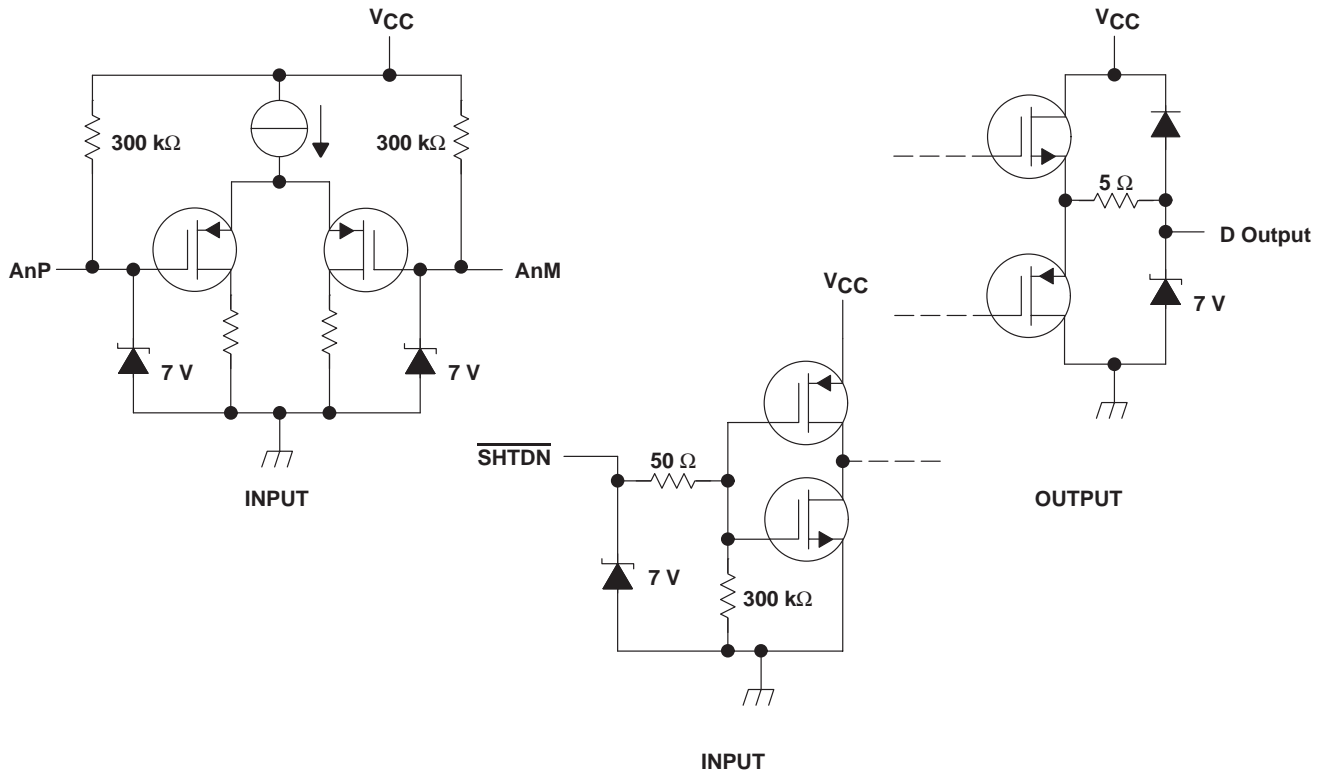 VCC
300 kΩ
300 kΩ
AnP
AnM
7 V
7 V
INPUT
VCC
SHTDN
50 Ω
7 V
300 kΩ
INPUT
VCC
5 Ω
D Output
7 V
OUTPUT